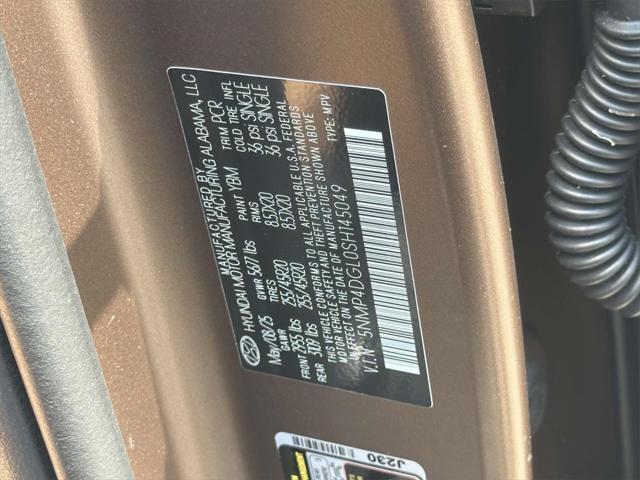 MANUFACTURED BY
HYUNDAI MOTOR MANUFACTURING ALABAMA, LLC
May/08/25 PAINT YBM TRIM PCR
GVWR 5677 lbs
GAWR TIRES RIMS COLD TIRE INFL
FRONT 2955 lbs 255/45R20 8.5JX20 36 psi SINGLE
REAR 3109 lbs 255/45R20 8.5JX20 36 psi SINGLE
THIS VEHICLE CONFORMS TO ALL APPLICABLE U.S.A. FEDERAL
MOTOR VEHICLE SAFETY AND THEFT PREVENTION STANDARDS
IN EFFECT ON THE DATE OF MANUFACTURE SHOWN ABOVE
V.I.N : 5NMP4DGL0SH145049 TYPE: MPV
J230